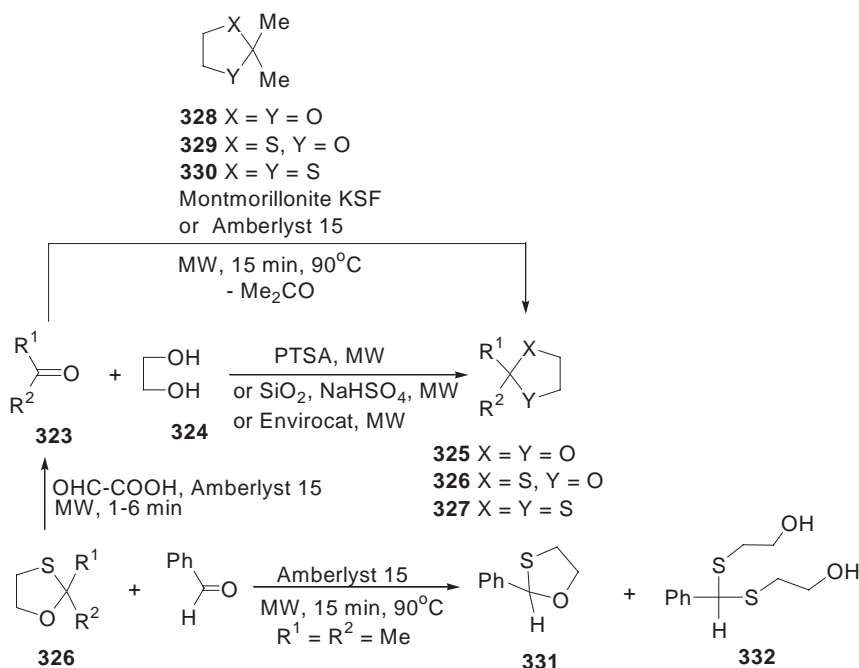 X
Me
Y
Me
328 X = Y = O
329 X = S, Y = O
330 X = Y = S
Montmorillonite KSF
or Amberlyst 15
MW, 15 min, 90°C
- Me₂CO
R¹
O
R²
323
+
OH
OH
324
PTSA, MW
or SiO₂, NaHSO₄, MW
or Envirocat, MW
R¹
X
R²
Y
325 X = Y = O
326 X = S, Y = O
327 X = Y = S
OHC-COOH, Amberlyst 15
MW, 1-6 min
S
R¹
O
R²
326
+
Ph
O
H
Amberlyst 15
MW, 15 min, 90°C
R¹ = R² = Me
S
Ph
O
H
331
+
OH
S
OH
Ph
S
H
332